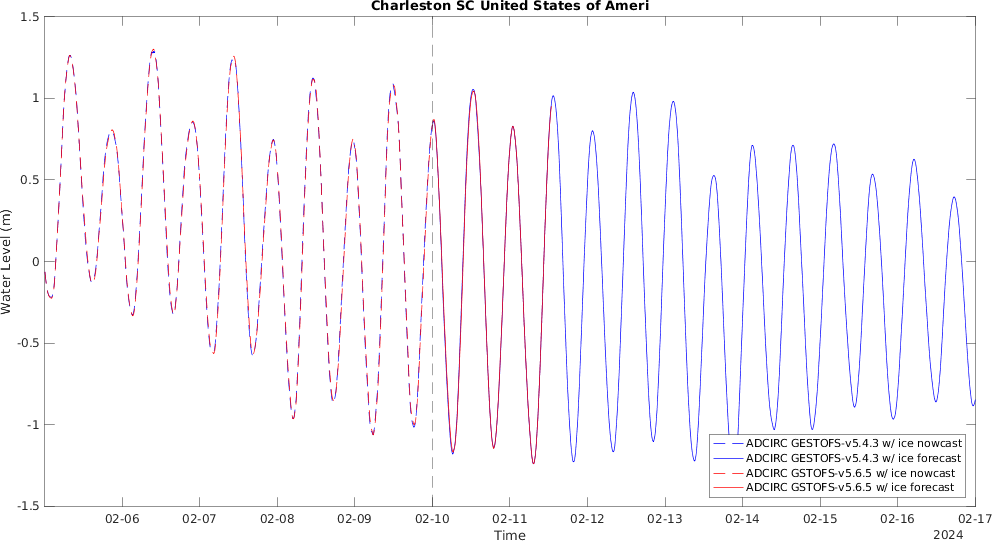 Charleston SC United States of Ameri
1.5
1
0.5
0
-0.5
-1
-1.5
Water Level (m)
02-06 02-07 02-08 02-09 02-10 02-11 02-12 02-13 02-14 02-15 02-16 02-17
Time
2024
ADCIRC GESTOFS-v5.4.3 w/ ice nowcast
ADCIRC GESTOFS-v5.4.3 w/ ice forecast
ADCIRC GSTOFS-v5.6.5 w/ ice nowcast
ADCIRC GSTOFS-v5.6.5 w/ ice forecast